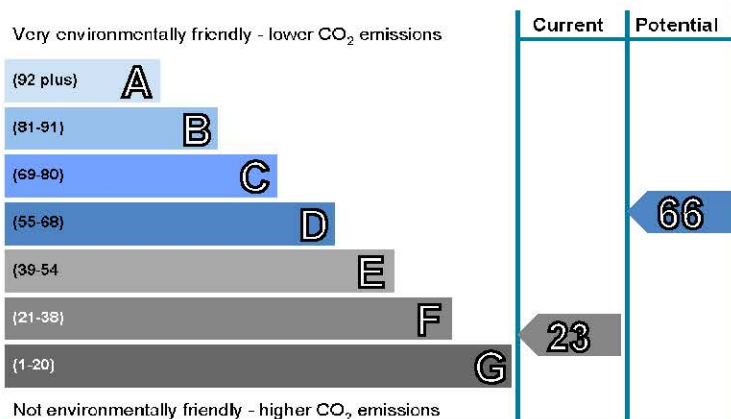 Current Potential
Very environmentally friendly - lower CO₂ emissions
(92 plus) A
(81-91) B
(69-80) C
(55-68) D
66
(39-54 E
(21-38) F
23
(1-20) G
Not environmentally friendly - higher CO₂ emissions